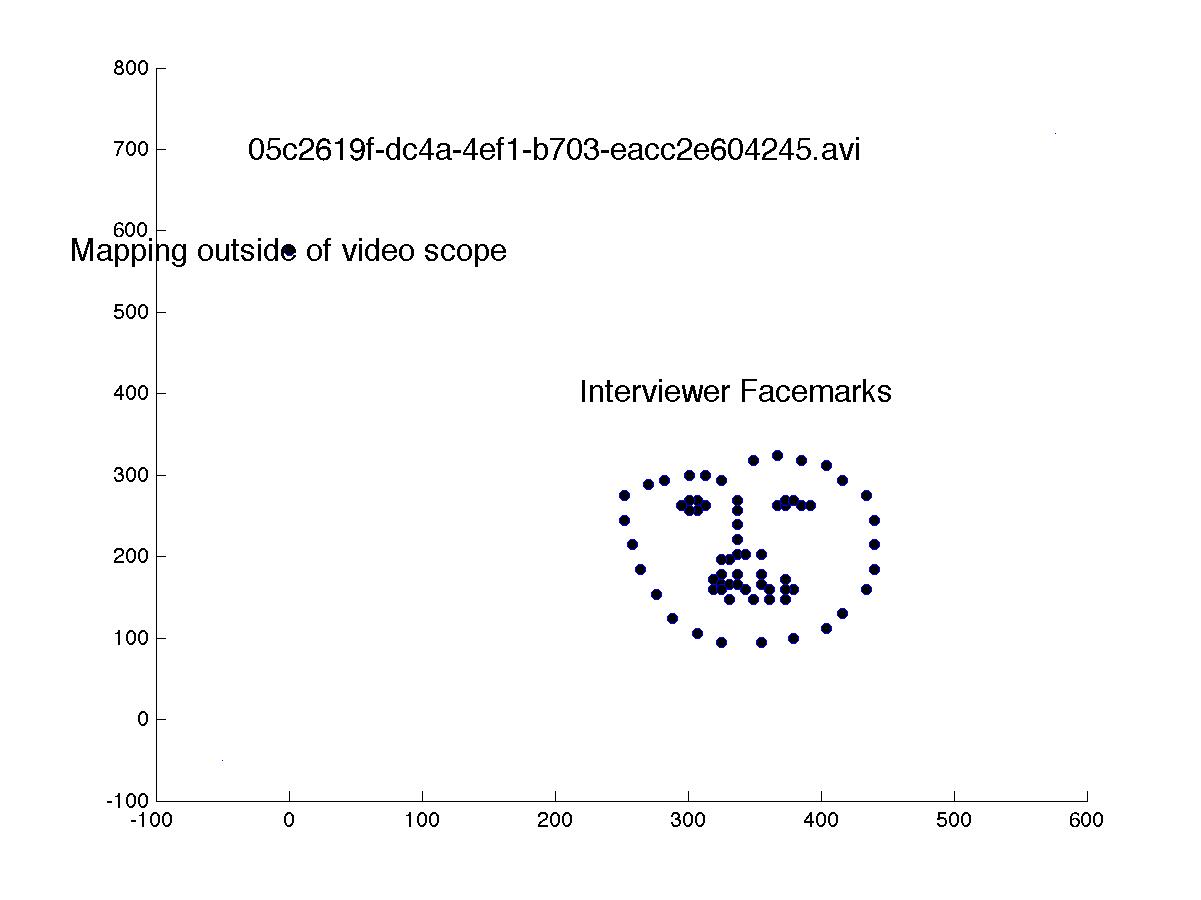 800
700
05c2619f-dc4a-4ef1-b703-eacc2e604245.avi
600
Mapping outside of video scope
500
400
Interviewer Facemarks
300
200
100
0
-100
-100 0 100 200 300 400 500 600